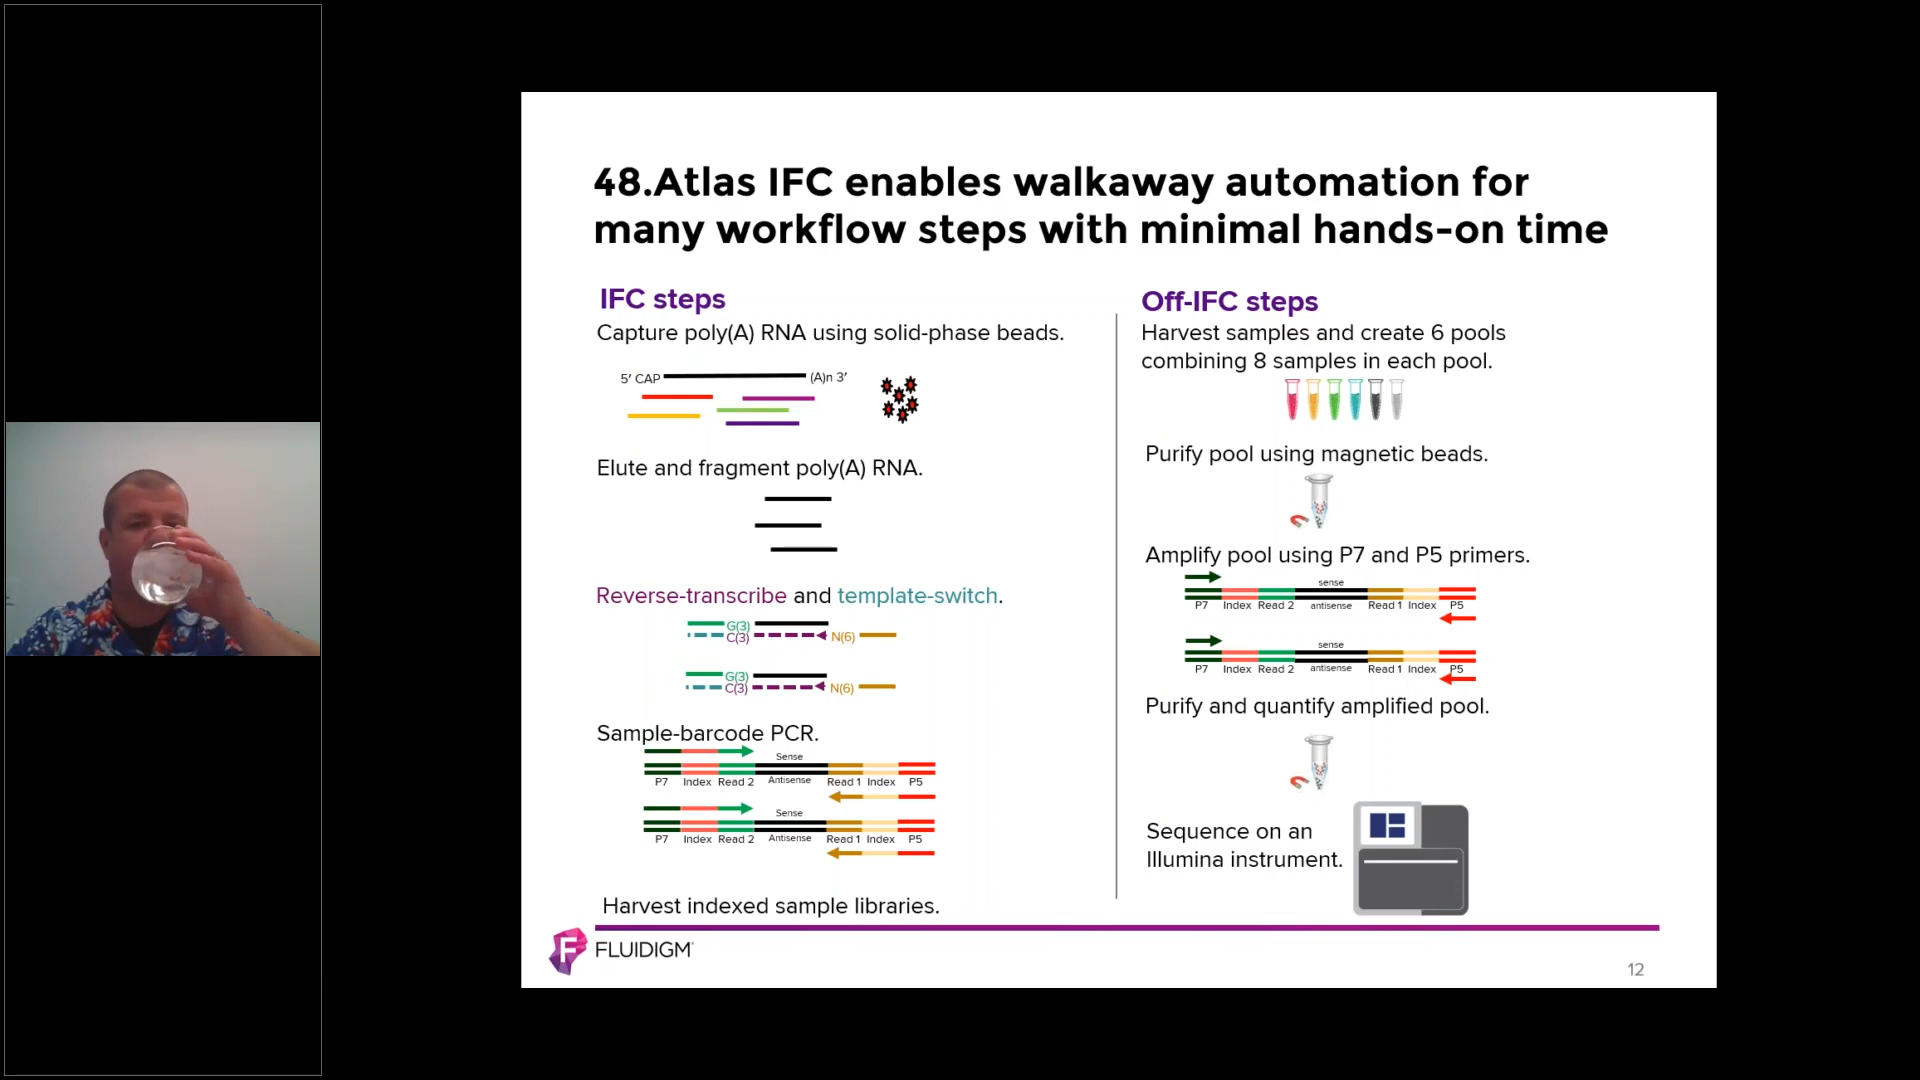 48.Atlas IFC enables walkaway automation for
many workflow steps with minimal hands-on time
IFC steps
Capture poly(A) RNA using solid-phase beads.
5′ CAP (A)n 3′
Elute and fragment poly(A) RNA.
Reverse-transcribe and template-switch.
G(3)
C(3) N(6)
G(3)
C(3) N(6)
Sample-barcode PCR.
Sense
P7 Index Read 2 Antisense Read 1 Index P5
Sense
P7 Index Read 2 Antisense Read 1 Index P5
Harvest indexed sample libraries.
Off-IFC steps
Harvest samples and create 6 pools
combining 8 samples in each pool.
Purify pool using magnetic beads.
Amplify pool using P7 and P5 primers.
sense
P7 Index Read 2 antisense Read 1 Index P5
sense
P7 Index Read 2 antisense Read 1 Index P5
Purify and quantify amplified pool.
Sequence on an
Illumina instrument.
F FLUIDIGM
12